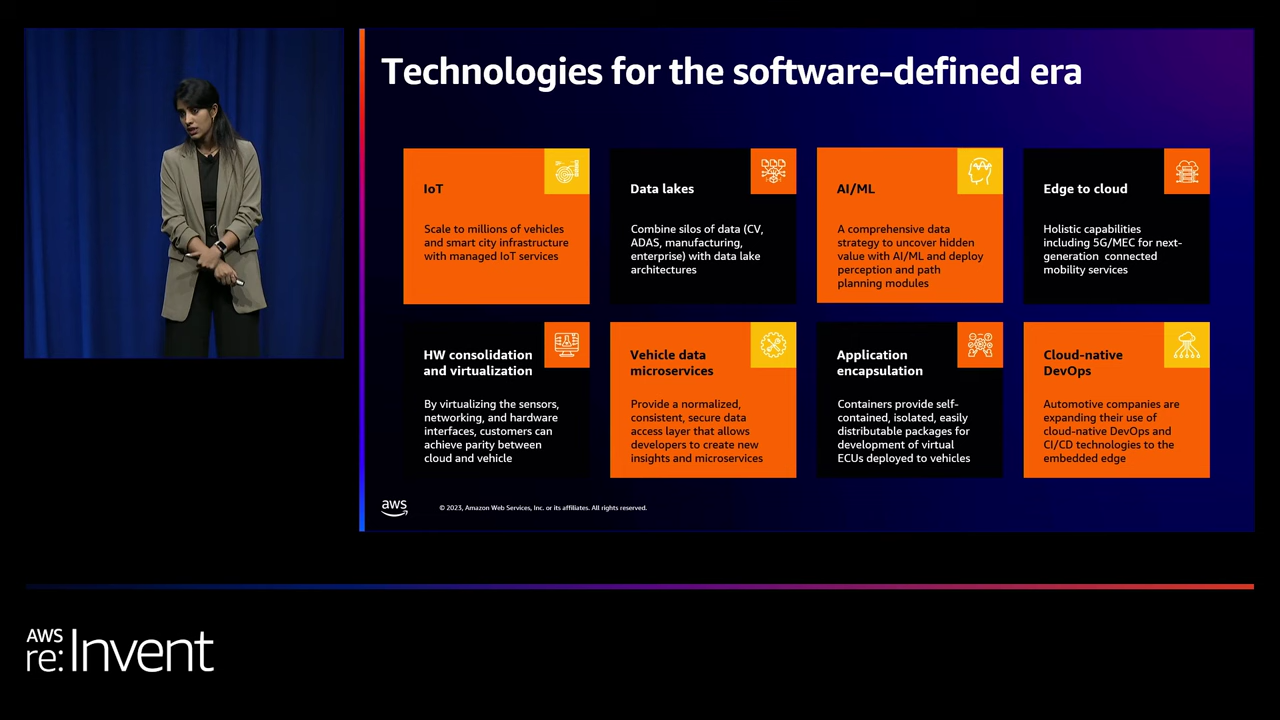 Technologies for the software-defined era
IoT
Scale to millions of vehicles
and smart city infrastructure
with managed IoT services
Data lakes
Combine silos of data (CV,
ADAS, manufacturing,
enterprise) with data lake
architectures
AI/ML
A comprehensive data
strategy to uncover hidden
value with AI/ML and deploy
perception and path
planning modules
Edge to cloud
Holistic capabilities
including 5G/MEC for next-
generation connected
mobility services
HW consolidation
and virtualization
By virtualizing the sensors,
networking, and hardware
interfaces, customers can
achieve parity between
cloud and vehicle
Vehicle data
microservices
Provide a normalized,
consistent, secure data
access layer that allows
developers to create new
insights and microservices
Application
encapsulation
Containers provide self-
contained, isolated, easily
distributable packages for
development of virtual
ECUs deployed to vehicles
Cloud-native
DevOps
Automotive companies are
expanding their use of
cloud-native DevOps and
CI/CD technologies to the
embedded edge
aws
© 2023, Amazon Web Services, Inc. or its affiliates. All rights reserved.
AWS
re:Invent